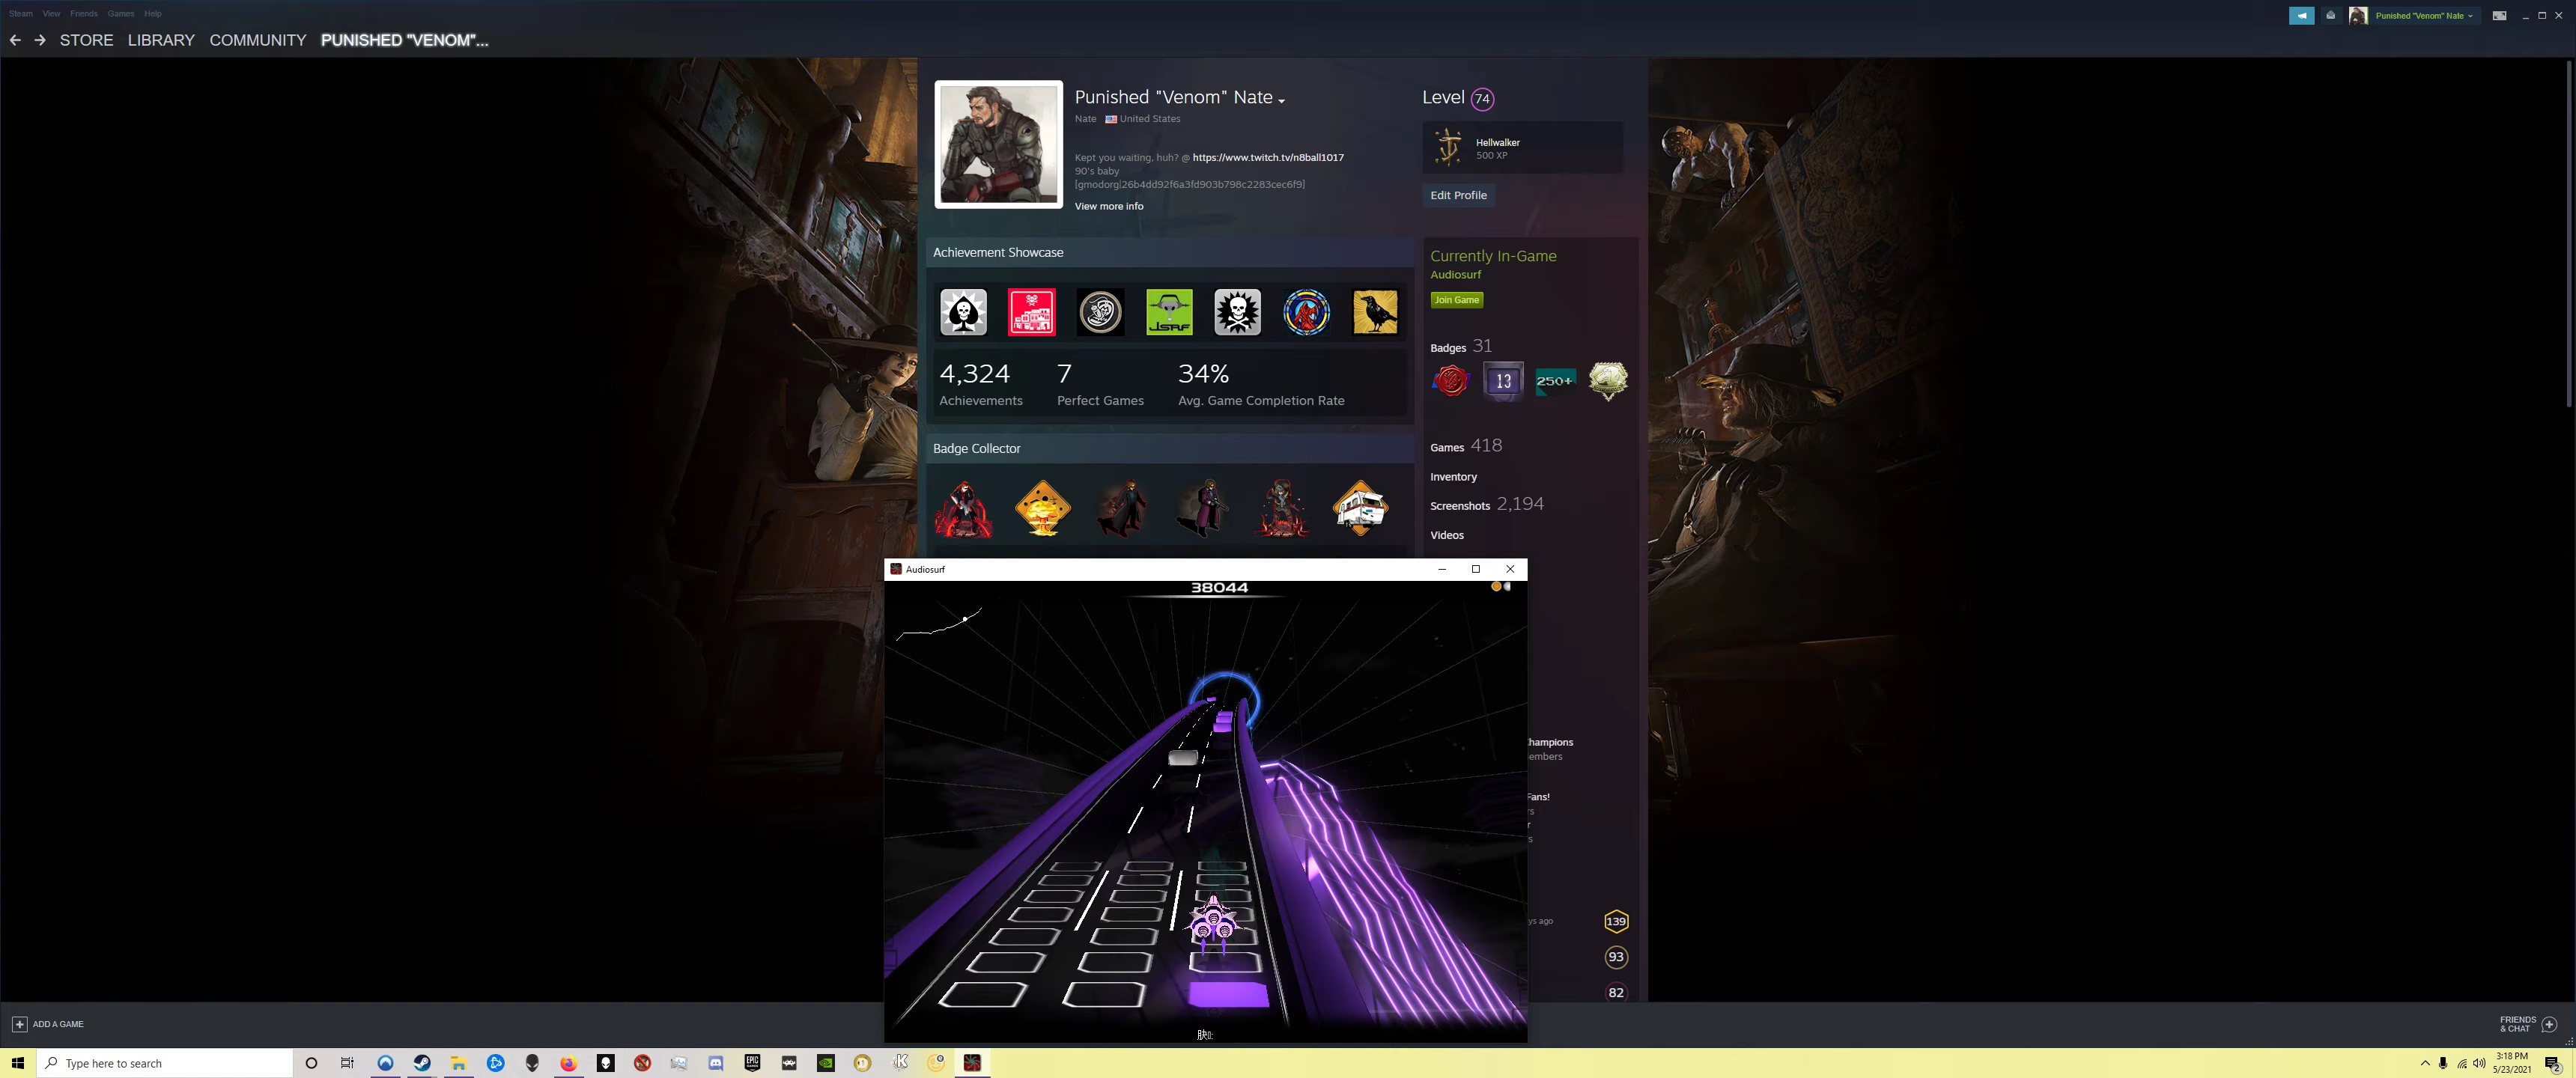 Steam View Friends Games Help
Punished "Venom" Nate
STORE LIBRARY COMMUNITY PUNISHED "VENOM"...
Punished "Venom" Nate
Nate United States
Kept you waiting, huh? @ https://www.twitch.tv/n8ball1017
90's baby
[gmodorg|26b4dd92f6a3fd903b798c2283cec6f9]
View more info
Level 74
Hellwalker
500 XP
Edit Profile
Achievement Showcase
JSRF
4,324 7 34%
Achievements Perfect Games Avg. Game Completion Rate
Badge Collector
Currently In-Game
Audiosurf
Join Game
Badges 31
13 250+
Games 418
Inventory
Screenshots 2,194
Videos
Audiosurf
38044
hampions
embers
Fans!
rs
r
s
ys ago
139
93
82
ADD A GAME
FRIENDS
& CHAT
Type here to search
EPIC
GAMES
K
3:18 PM
5/23/2021
2